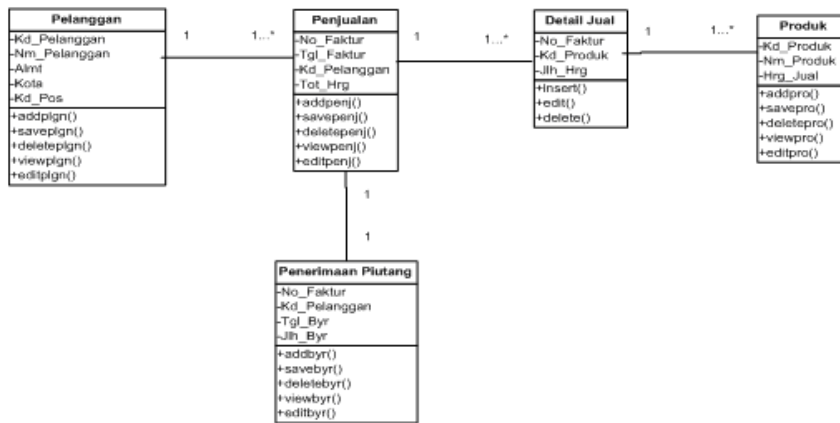 Pelanggan
-Kd_Pelanggan
-Nm_Pelanggan
-Almt
-Kota
-Kd_Pos
+addplgn()
+saveplgn()
+deleteplgn()
+viewplgn()
+editplgn()
1
1...*
Penjualan
-No_Faktur
-Tgl_Faktur
-Kd_Pelanggan
-Tot_Hrg
+addpenj()
+savepenj()
+deletepenj()
+viewpenj()
+editpenj()
1
1...*
Detail Jual
-No_Faktur
-Kd_Produk
-Jlh_Hrg
+insert()
+edit()
+delete()
1
1...*
Produk
-Kd_Produk
-Nm_Produk
-Hrg_Jual
+addpro()
+savepro()
+deletepro()
+viewpro()
+editpro()
1
1
Penerimaan Piutang
-No_Faktur
-Kd_Pelanggan
-Tgl_Byr
-Jlh_Byr
+addbyr()
+savebyr()
+deletebyr()
+viewbyr()
+editbyr()